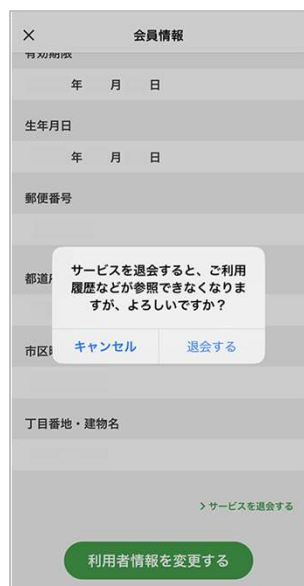 × 会員情報
有効期限
年 月 日
生年月日
年 月 日
郵便番号
サービスを退会すると、ご利用
履歴などが参照できなくなりま
すが、よろしいですか？
都道
キャンセル 退会する
市区
丁目番地・建物名
> サービスを退会する
利用者情報を変更する